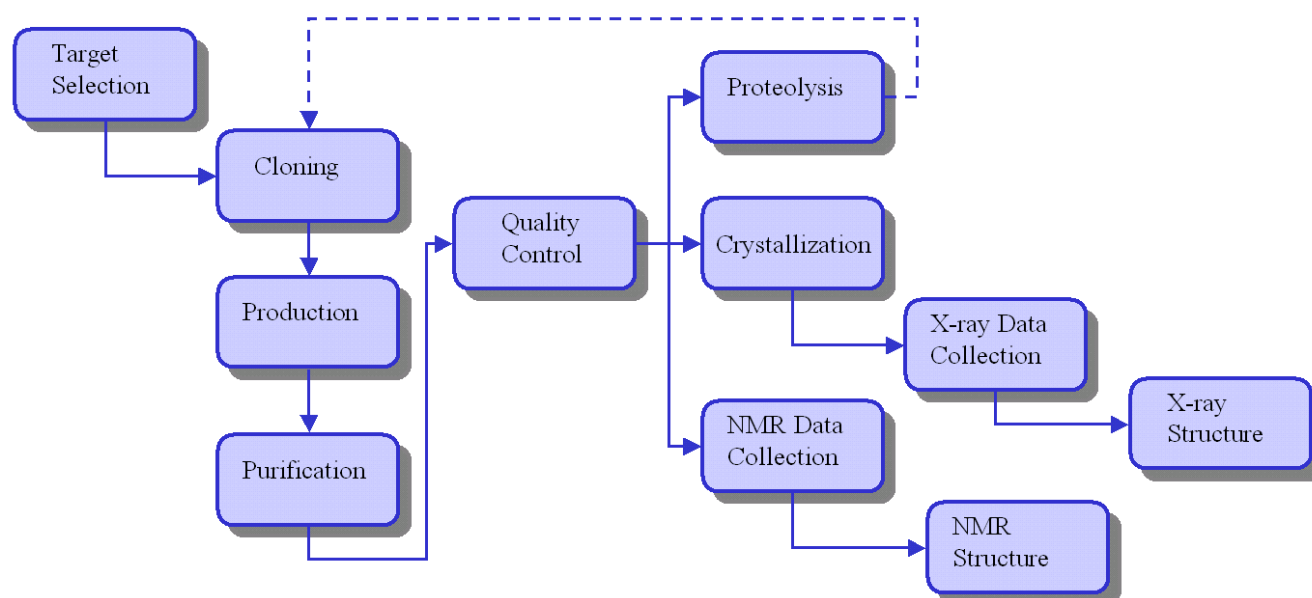 Target
Selection
Cloning
Production
Purification
Quality
Control
Proteolysis
Crystallization
X-ray Data
Collection
X-ray
Structure
NMR Data
Collection
NMR
Structure